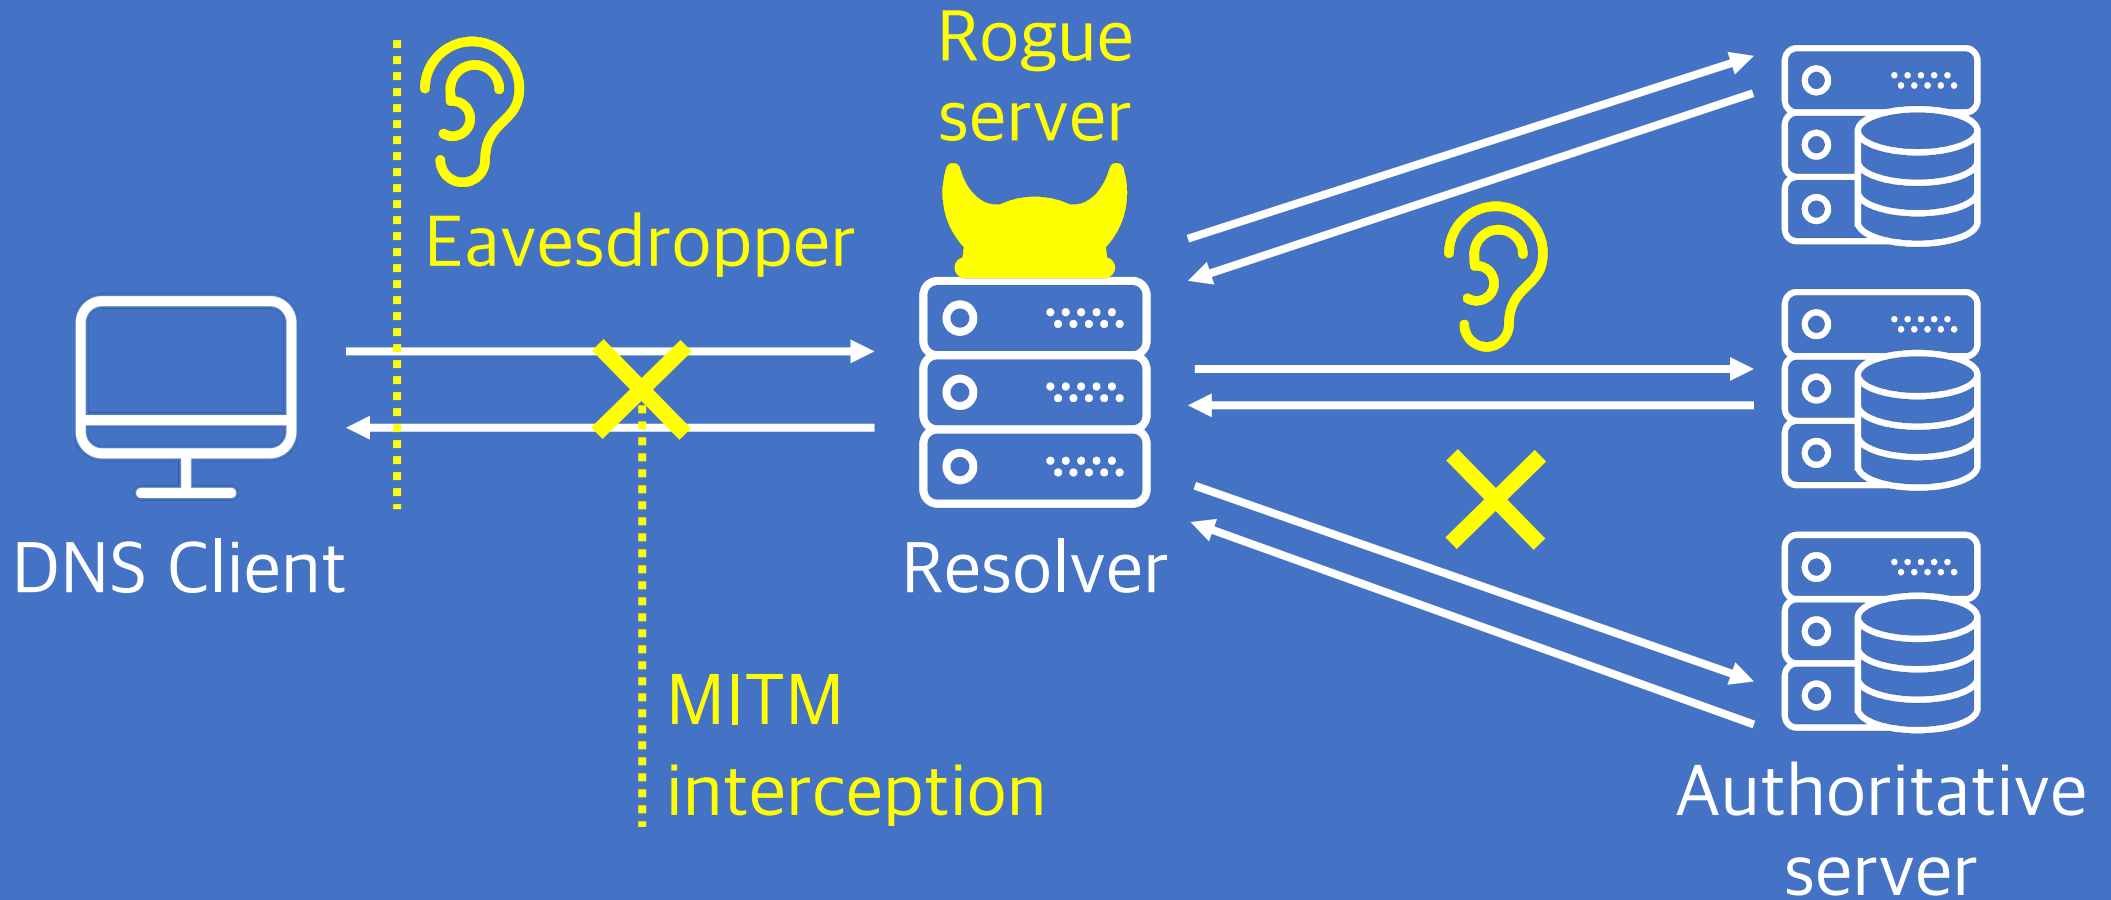 Rogue
server
Eavesdropper
DNS Client
Resolver
MITM
interception
Authoritative
server